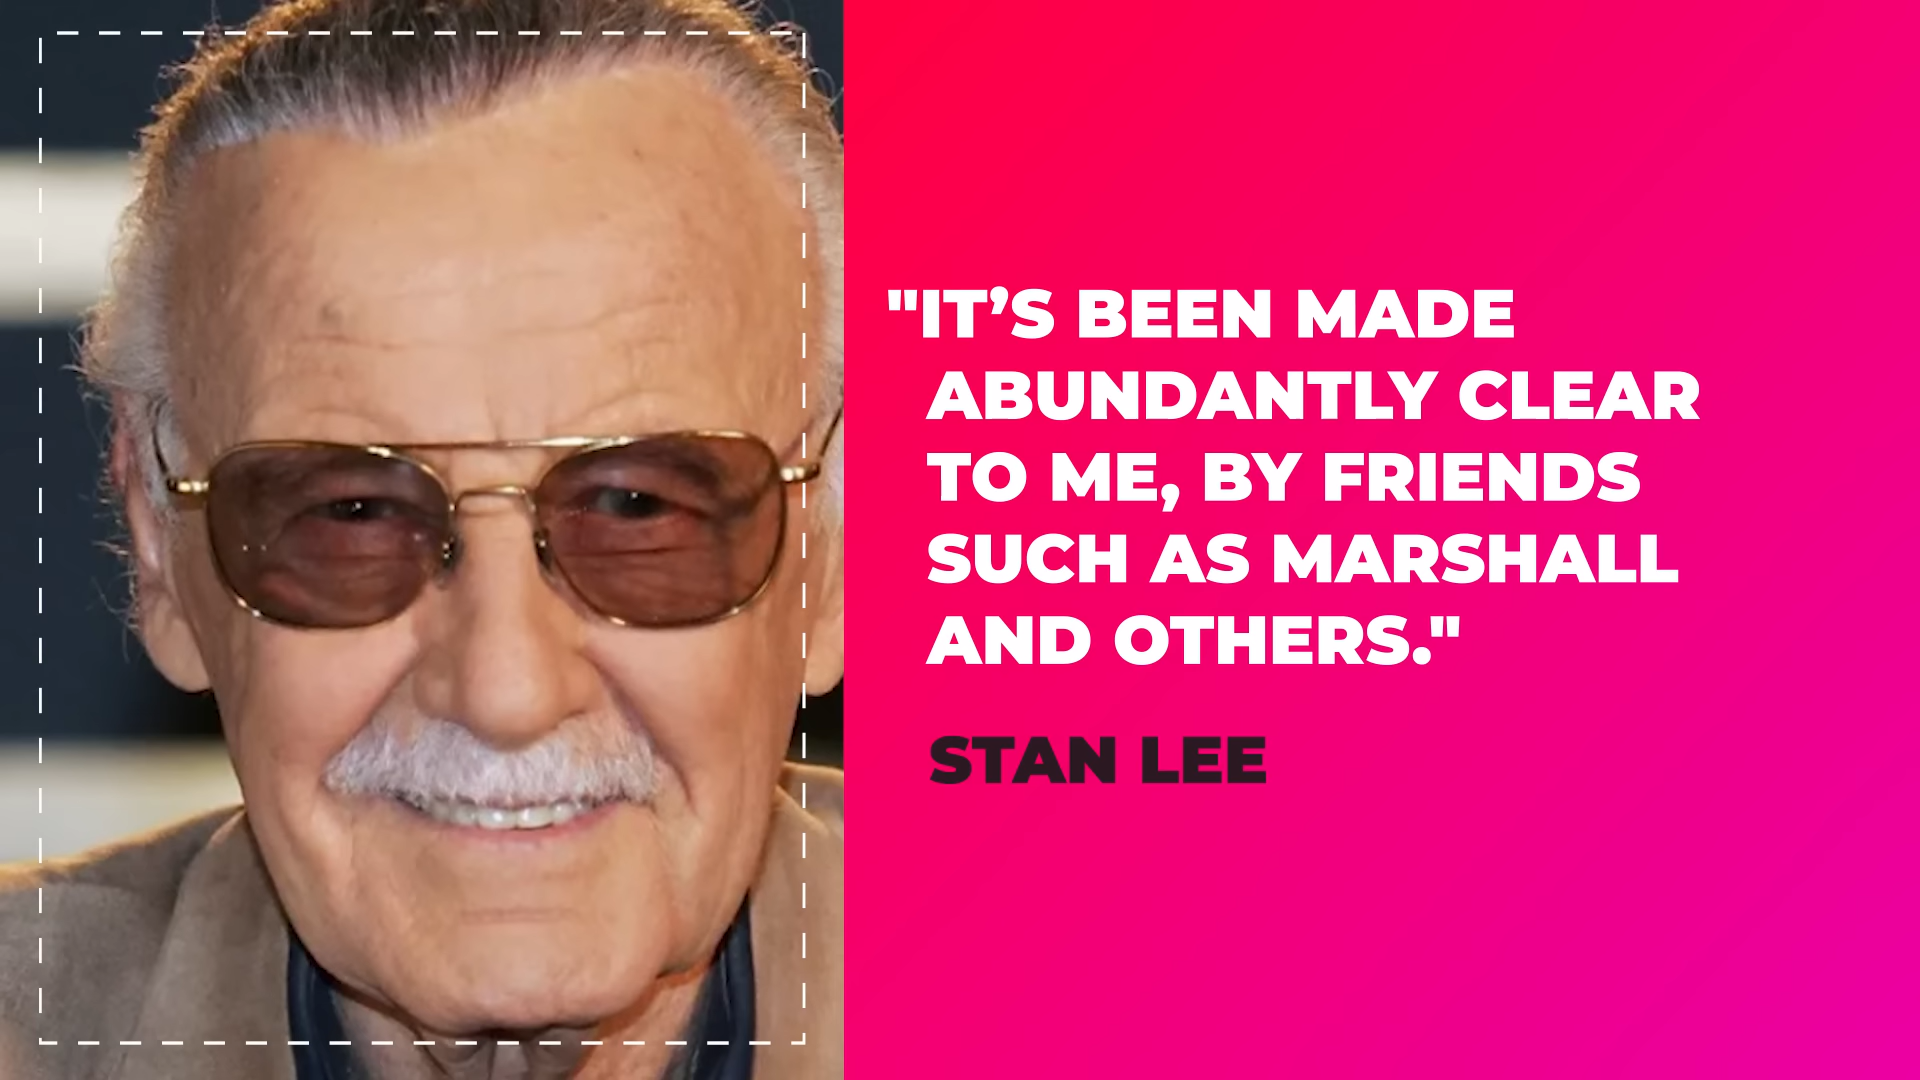 "IT’S BEEN MADE
ABUNDANTLY CLEAR
TO ME, BY FRIENDS
SUCH AS MARSHALL
AND OTHERS."
STAN LEE